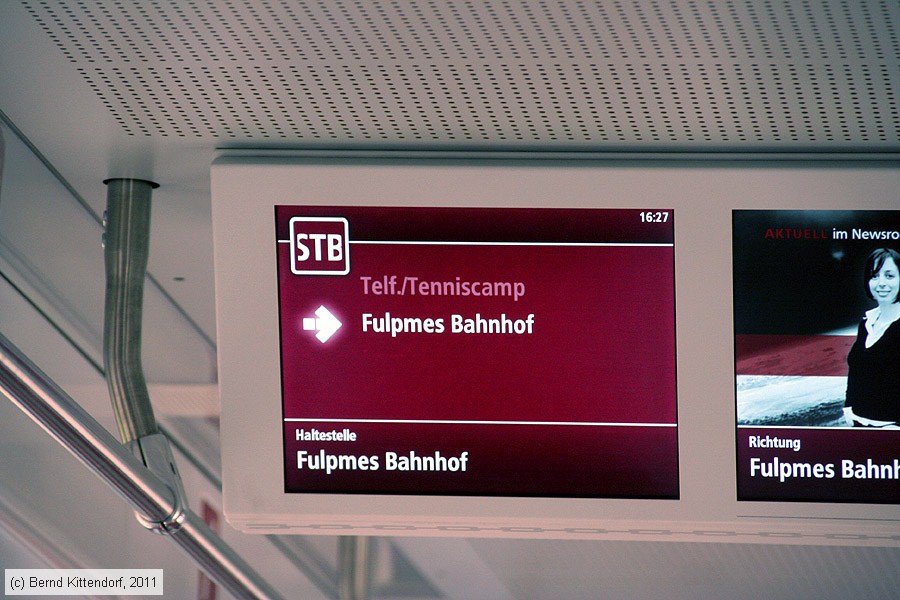 16:27
STB
Telf./Tenniscamp
Fulpmes Bahnhof
Haltestelle
Fulpmes Bahnhof
AKTUELL im Newsro
Richtung
Fulpmes Bahnh
(c) Bernd Kittendorf, 2011